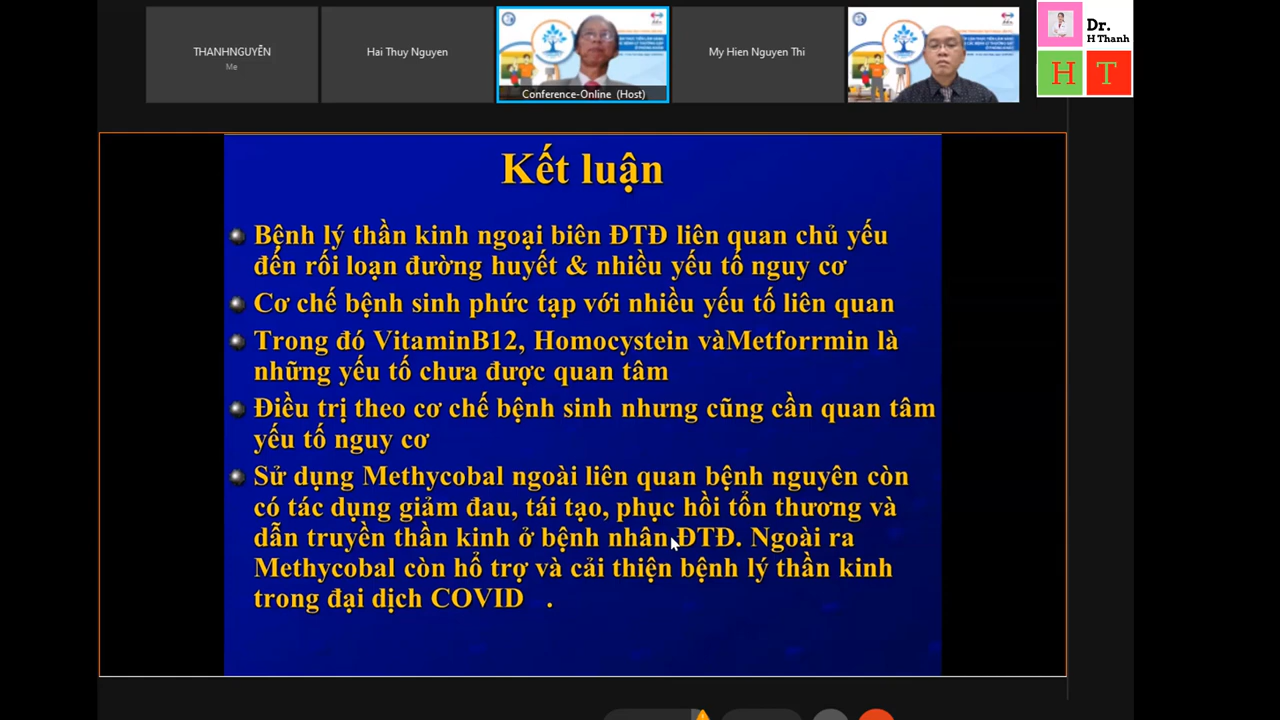 THANHNGUYỄN
Me
Hai Thuy Nguyen
Conference-Online (Host)
My Hien Nguyen Thi
Dr.
H Thanh
H T
Kết luận
Bệnh lý thần kinh ngoại biên ĐTĐ liên quan chủ yếu
đến rối loạn đường huyết & nhiều yếu tố nguy cơ
Cơ chế bệnh sinh phức tạp với nhiều yếu tố liên quan
Trong đó VitaminB12, Homocystein vàMetforrmin là
những yếu tố chưa được quan tâm
Điều trị theo cơ chế bệnh sinh nhưng cũng cần quan tâm
yếu tố nguy cơ
Sử dụng Methycobal ngoài liên quan bệnh nguyên còn
có tác dụng giảm đau, tái tạo, phục hồi tổn thương và
dẫn truyền thần kinh ở bệnh nhân ĐTĐ. Ngoài ra
Methycobal còn hổ trợ và cải thiện bệnh lý thần kinh
trong đại dịch COVID .